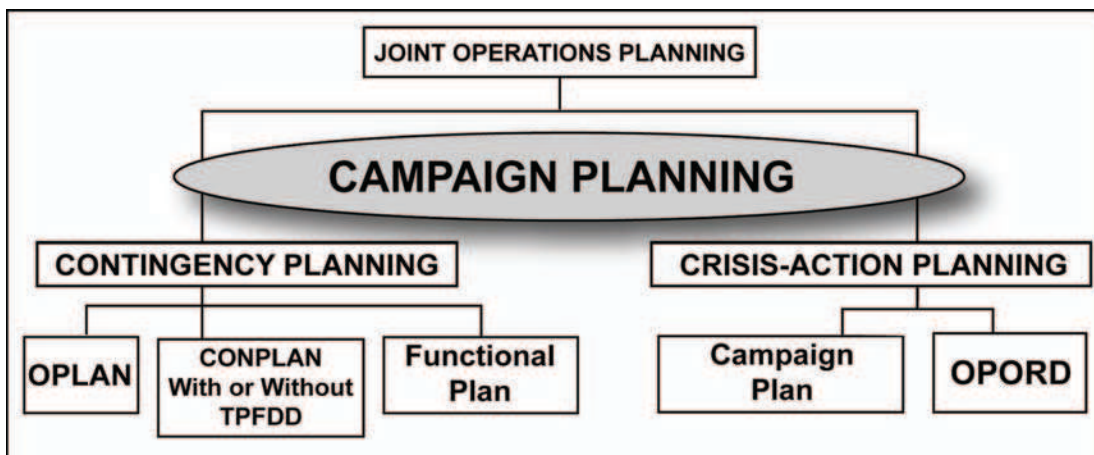 JOINT OPERATIONS PLANNING
CAMPAIGN PLANNING
CONTINGENCY PLANNING
CRISIS-ACTION PLANNING
OPLAN
CONPLAN
With or Without
TPFDD
Functional
Plan
Campaign
Plan
OPORD